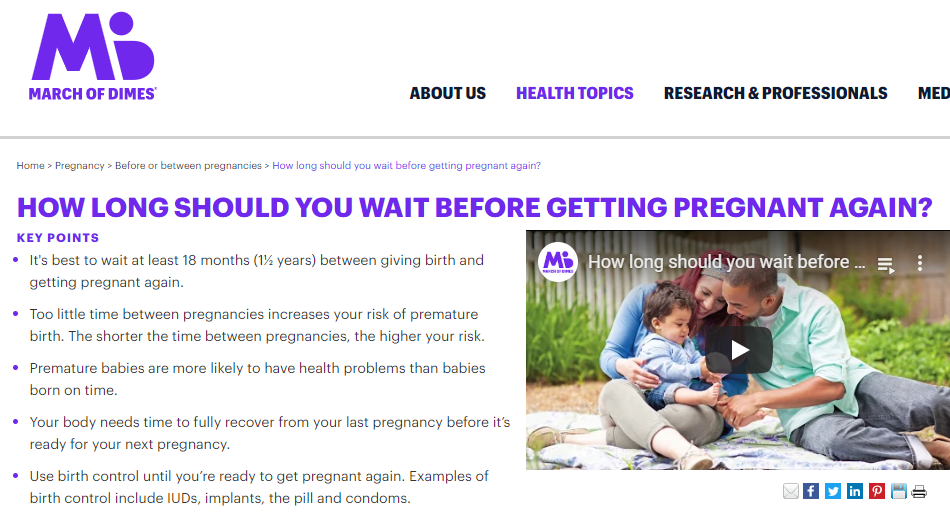 MARCH OF DIMES®
ABOUT US HEALTH TOPICS RESEARCH & PROFESSIONALS MED
Home > Pregnancy > Before or between pregnancies > How long should you wait before getting pregnant again?
HOW LONG SHOULD YOU WAIT BEFORE GETTING PREGNANT AGAIN?
KEY POINTS
It's best to wait at least 18 months (1½ years) between giving birth and
getting pregnant again.
Too little time between pregnancies increases your risk of premature
birth. The shorter the time between pregnancies, the higher your risk.
Premature babies are more likely to have health problems than babies
born on time.
Your body needs time to fully recover from your last pregnancy before it’s
ready for your next pregnancy.
Use birth control until you’re ready to get pregnant again. Examples of
birth control include IUDs, implants, the pill and condoms.
MARCH OF DIMES
How long should you wait before ...